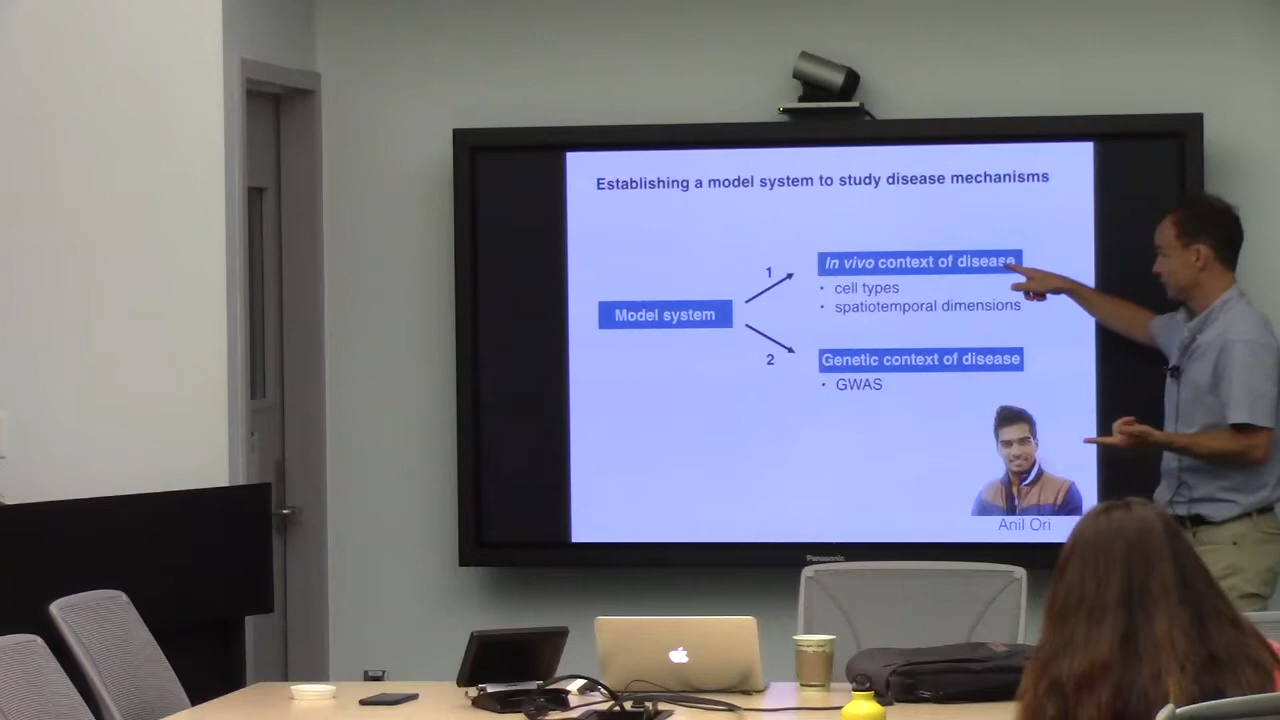 Establishing a model system to study disease mechanisms
1
In vivo context of disease
• cell types
• spatiotemporal dimensions
Model system
2
Genetic context of disease
• GWAS
Anil Ori
Panasonic